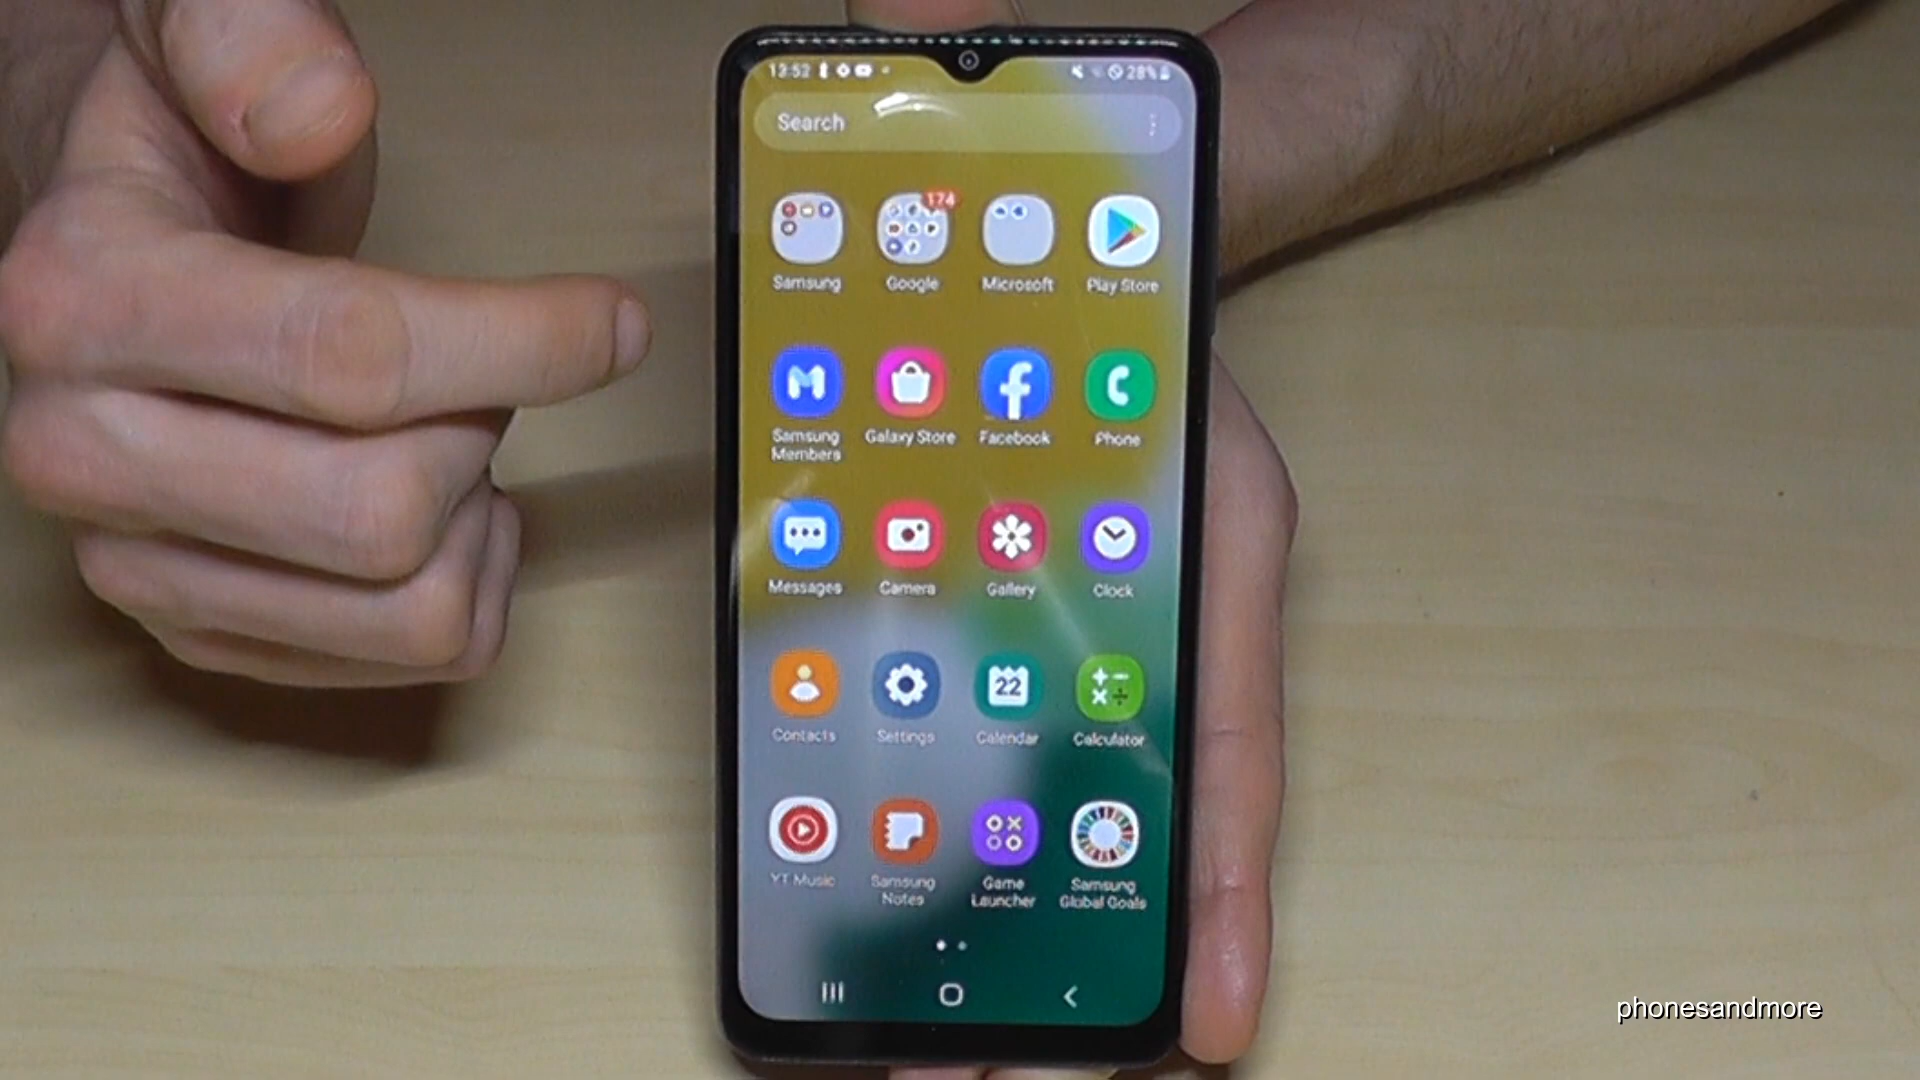 13:52
28%
Search
174
Samsung Google Microsoft Play Store
Samsung Members Galaxy Store Facebook Phone
Messages Camera Gallery Clock
22
Contacts Settings Calendar Calculator
YT Music Samsung Notes Game Launcher Samsung Global Goals
phonesandmore